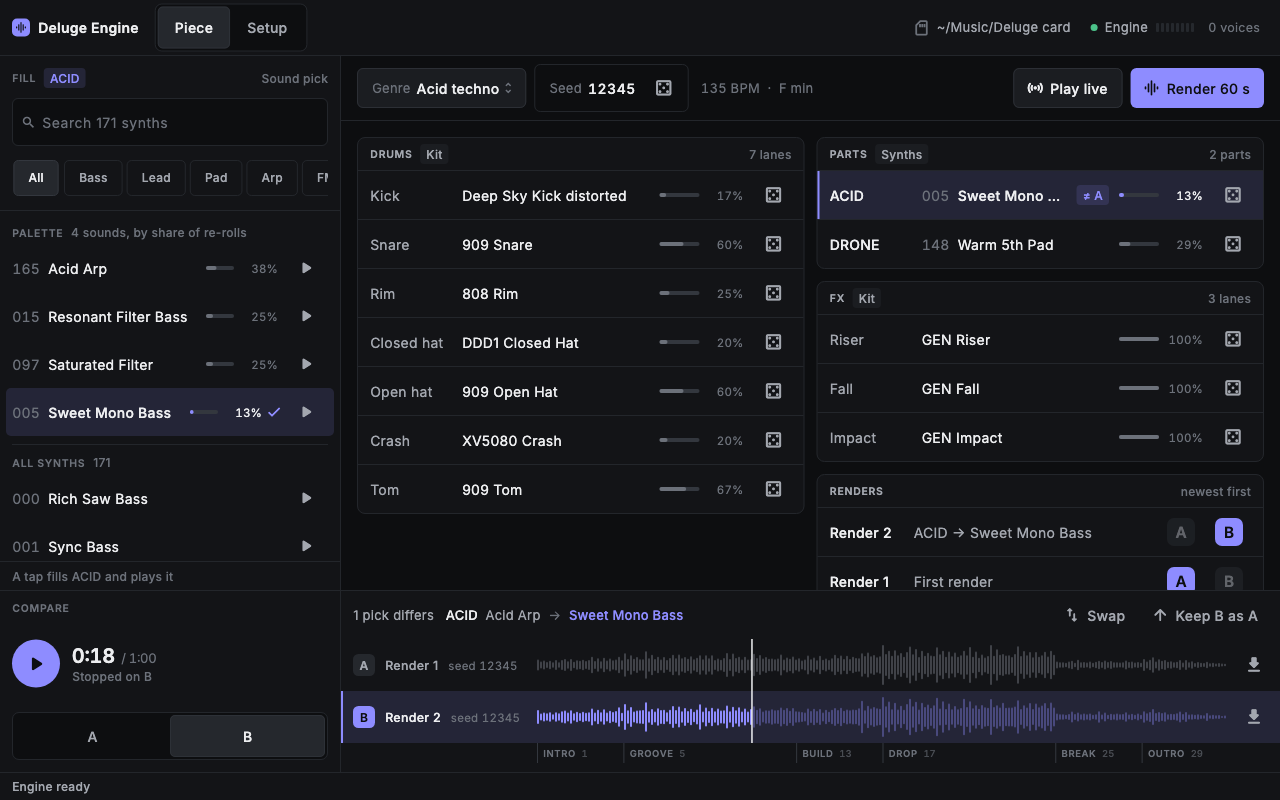 Deluge Engine
Piece
Setup
~/Music/Deluge card
Engine
0 voices
FILL ACID
Sound pick
Search 171 synths
All
Bass
Lead
Pad
Arp
PALETTE 4 sounds, by share of re-rolls
165 Acid Arp 38%
015 Resonant Filter Bass 25%
097 Saturated Filter 25%
005 Sweet Mono Bass 13%
ALL SYNTHS 171
000 Rich Saw Bass
001 Sync Bass
A tap fills ACID and plays it
Genre Acid techno
Seed 12345
135 BPM · F min
Play live
Render 60 s
DRUMS Kit 7 lanes
Kick Deep Sky Kick distorted 17%
Snare 909 Snare 60%
Rim 808 Rim 25%
Closed hat DDD1 Closed Hat 20%
Open hat 909 Open Hat 60%
Crash XV5080 Crash 20%
Tom 909 Tom 67%
PARTS Synths 2 parts
ACID 005 Sweet Mono ... ≠ A 13%
DRONE 148 Warm 5th Pad 29%
FX Kit 3 lanes
Riser GEN Riser 100%
Fall GEN Fall 100%
Impact GEN Impact 100%
RENDERS newest first
Render 2 ACID → Sweet Mono Bass A B
Render 1 First render A B
COMPARE
0:18 / 1:00
Stopped on B
A
B
1 pick differs ACID Acid Arp → Sweet Mono Bass
Swap
Keep B as A
A Render 1 seed 12345
B Render 2 seed 12345
INTRO 1
GROOVE 5
BUILD 13
DROP 17
BREAK 25
OUTRO 29
Engine ready